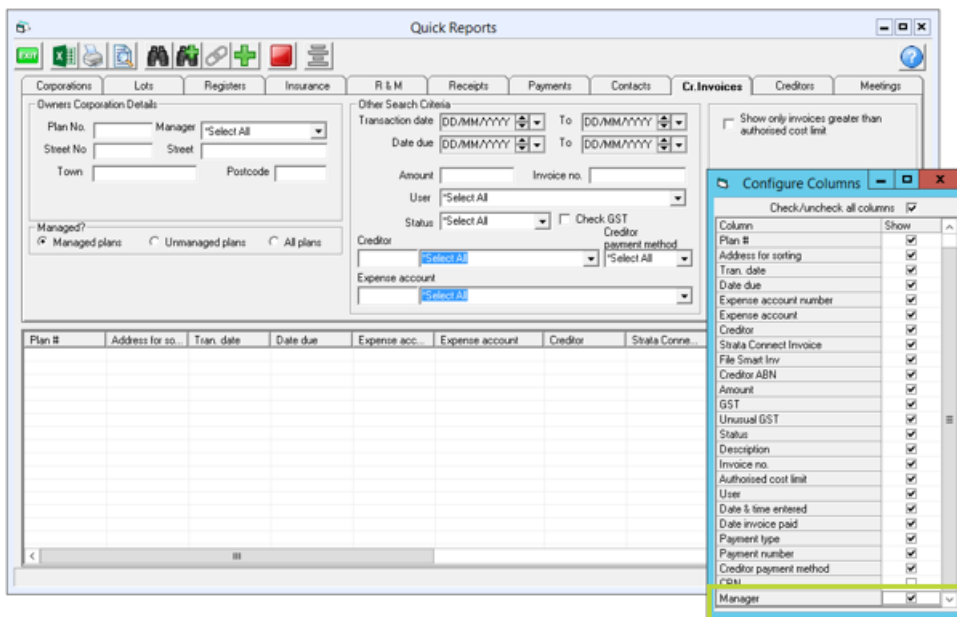 Quick Reports
EXIT
Corporations Lots Registers Insurance R & M Receipts Payments Contacts Cr.Invoices Creditors Meetings
Owners Corporation Details
Plan No. Manager *Select All
Street No Street
Town Postcode
Managed?
Managed plans Unmanaged plans All plans
Other Search Criteria
Transaction date DD/MM/YYYY To DD/MM/YYYY
Date due DD/MM/YYYY To DD/MM/YYYY
Amount Invoice no.
User *Select All
Status *Select All Check GST
Creditor Creditor payment method
*Select All *Select All
Expense account
*Select All
Show only invoices greater than
authorised cost limit
Plan # Address for so... Tran. date Date due Expense acc... Expense account Creditor Strata Conne...
Configure Columns
Check/uncheck all columns
Column Show
Plan #
Address for sorting
Tran. date
Date due
Expense account number
Expense account
Creditor
Strata Connect Invoice
File Smart Inv
Creditor ABN
Amount
GST
Unusual GST
Status
Description
Invoice no.
Authorised cost limit
User
Date & time entered
Date invoice paid
Payment type
Payment number
Creditor payment method
CRN
Manager